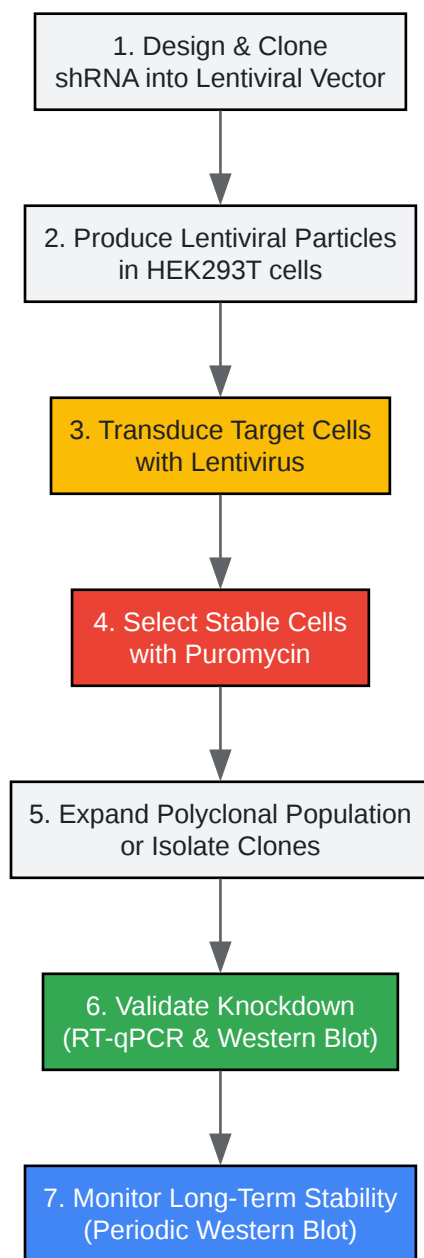 1. Design & Clone
shRNA into Lentiviral Vector
2. Produce Lentiviral Particles
in HEK293T cells
3. Transduce Target Cells
with Lentivirus
4. Select Stable Cells
with Puromycin
5. Expand Polyclonal Population
or Isolate Clones
6. Validate Knockdown
(RT-qPCR & Western Blot)
7. Monitor Long-Term Stability
(Periodic Western Blot)